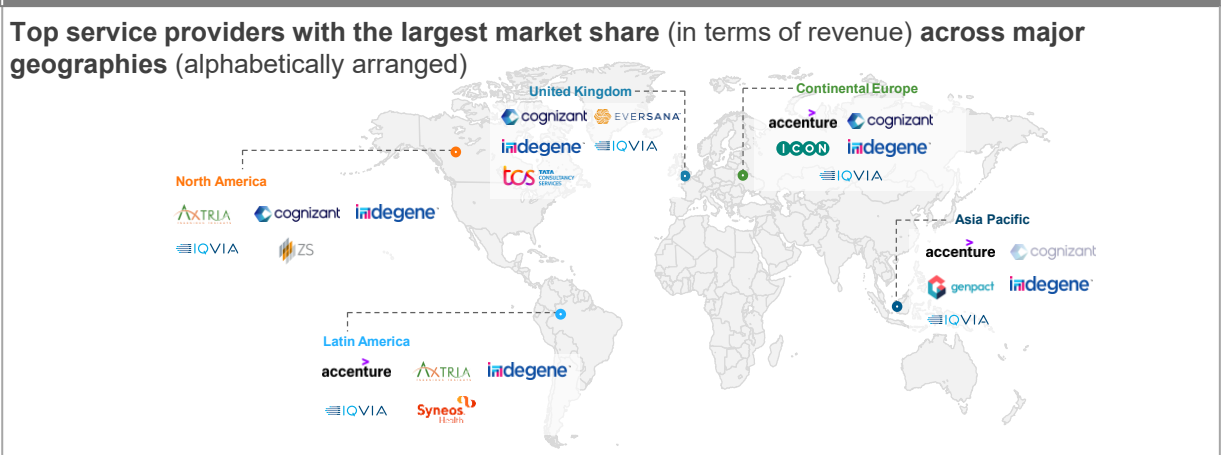 Top service providers with the largest market share (in terms of revenue) across major
geographies (alphabetically arranged)
United Kingdom
cognizant EVERSANA
indegene IQVIA
tcs TATA
CONSULTANCY
SERVICES
Continental Europe
accenture cognizant
ICON indegene
IQVIA
North America
AXTRIA cognizant indegene
IQVIA ZS
Asia Pacific
accenture cognizant
genpact indegene
IQVIA
Latin America
accenture AXTRIA indegene
IQVIA Syneos
Health